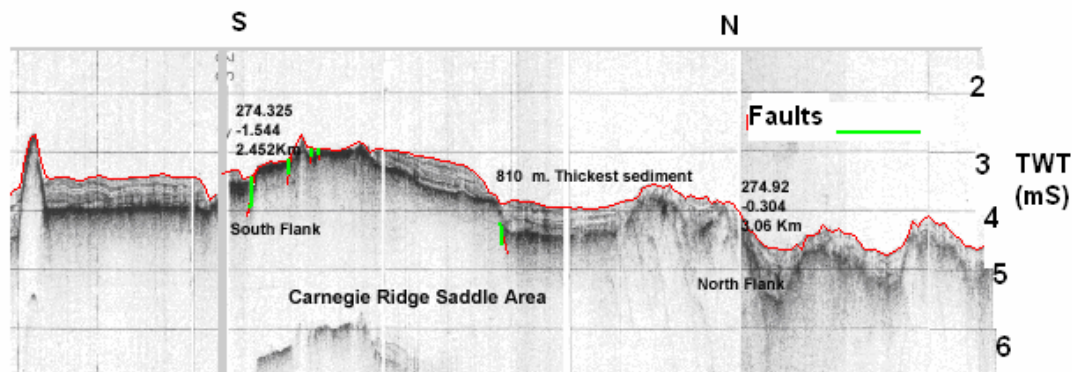 S
N
2
274.325
-1.544
2.452Km
Faults
3
TWT
(mS)
810 m. Thickest sediment
274.92
-0.304
3.06 Km
4
South Flank
5
North Flank
Carnegie Ridge Saddle Area
6